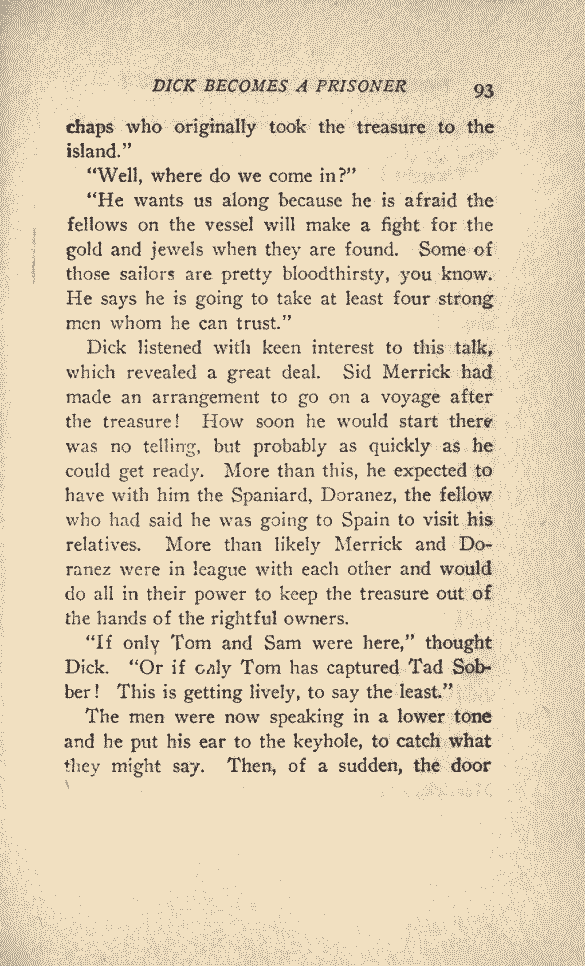 DICK BECOMES A PRISONER 93
chaps who originally took the treasure to the
island."
"Well, where do we come in?"
"He wants us along because he is afraid the
fellows on the vessel will make a fight for the
gold and jewels when they are found. Some of
those sailors are pretty bloodthirsty, you know.
He says he is going to take at least four strong
men whom he can trust."
Dick listened with keen interest to this talk,
which revealed a great deal. Sid Merrick had
made an arrangement to go on a voyage after
the treasure! How soon he would start there
was no telling, but probably as quickly as he
could get ready. More than this, he expected to
have with him the Spaniard, Doranez, the fellow
who had said he was going to Spain to visit his
relatives. More than likely Merrick and Do-
ranez were in league with each other and would
do all in their power to keep the treasure out of
the hands of the rightful owners.
"If only Tom and Sam were here," thought
Dick. "Or if only Tom has captured Tad Sob-
ber! This is getting lively, to say the least."
The men were now speaking in a lower tone
and he put his ear to the keyhole, to catch what
they might say. Then, of a sudden, the door